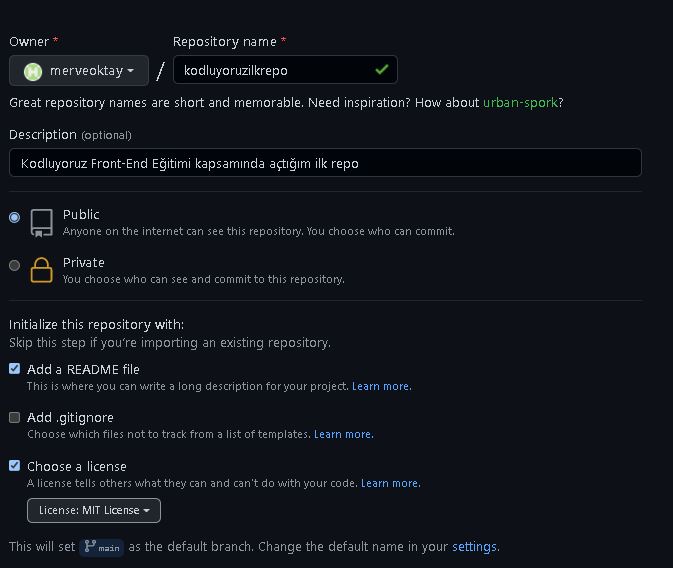 Owner * Repository name *
merveoktay / kodluyoruzilkrepo
Great repository names are short and memorable. Need inspiration? How about urban-spork?
Description (optional)
Kodluyoruz Front-End Eğitimi kapsamında açtığım ilk repo
Public
Anyone on the internet can see this repository. You choose who can commit.
Private
You choose who can see and commit to this repository.
Initialize this repository with:
Skip this step if you're importing an existing repository.
Add a README file
This is where you can write a long description for your project. Learn more.
Add .gitignore
Choose which files not to track from a list of templates. Learn more.
Choose a license
A license tells others what they can and can't do with your code. Learn more.
License: MIT License
This will set main as the default branch. Change the default name in your settings.